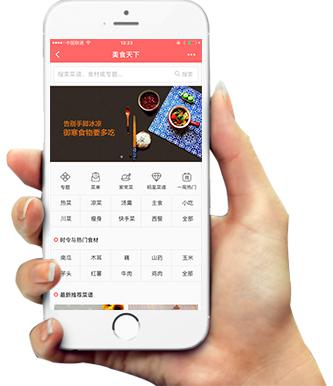 中国联通 13:23
美食天下
搜菜谱、食材或专题... 搜索
告别手脚冰凉
御寒食物要多吃
专题 菜单 家常菜 明星菜谱 一周热门
热菜 凉菜 汤羹 主食 小吃
川菜 瘦身 快手菜 西餐 全部
时令与热门食材
南瓜 木耳 藕 山药 玉米
芋头 红薯 牛肉 鸡肉 全部
最新推荐菜谱